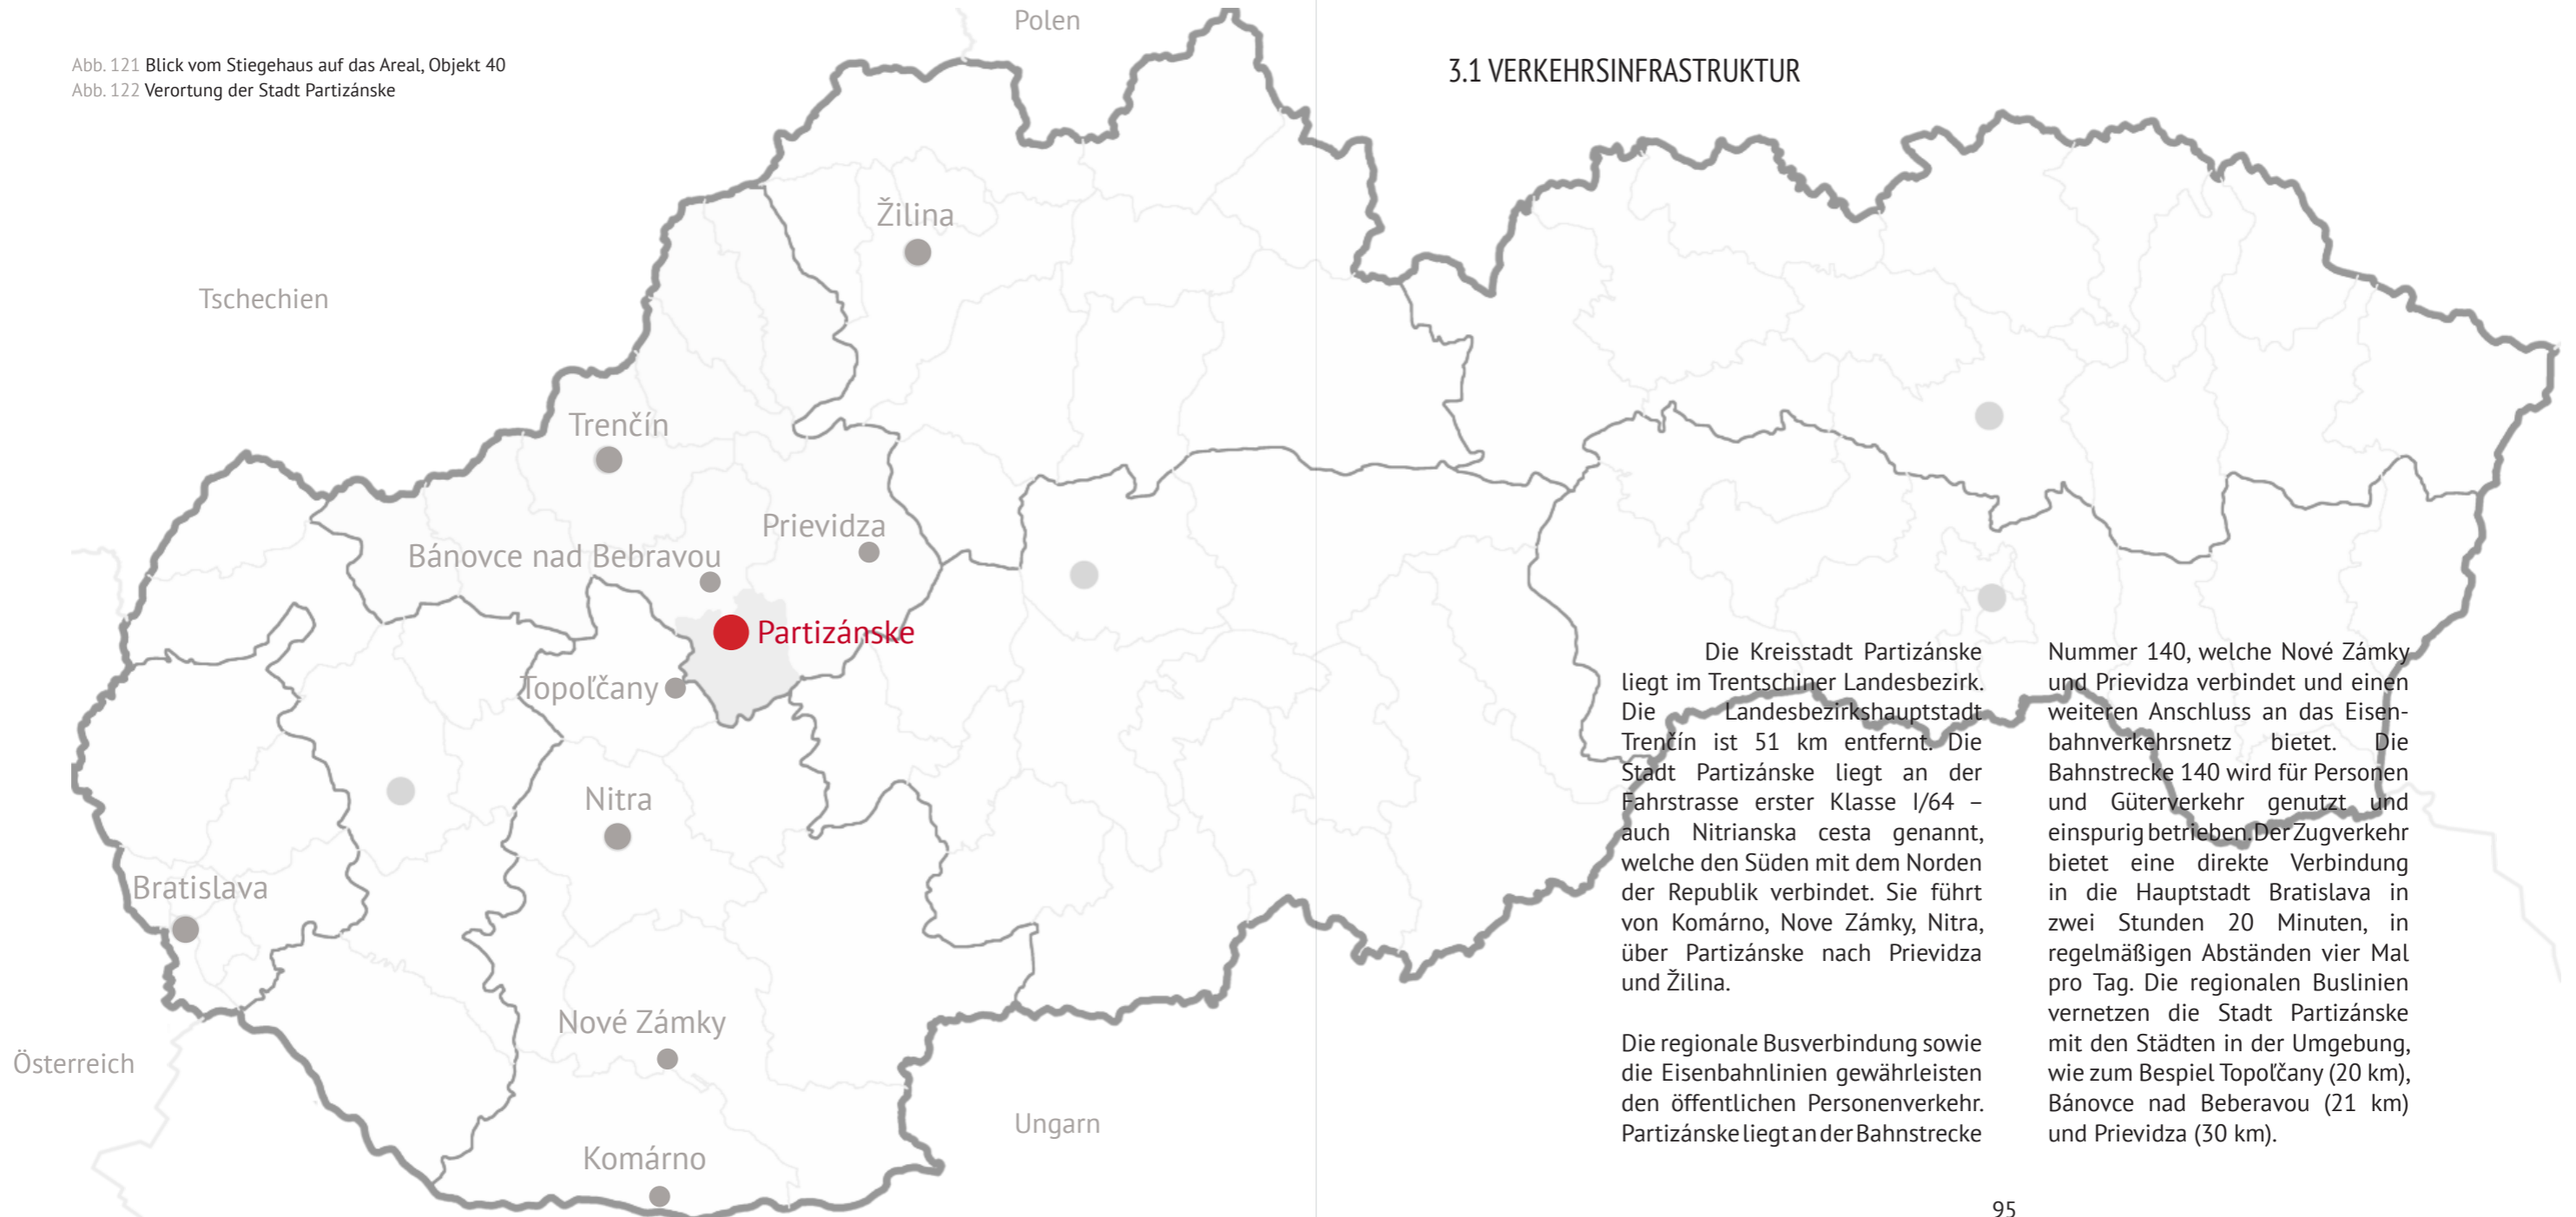 Abb. 121 Blick vom Stiegehaus auf das Areal, Objekt 40
Abb. 122 Verortung der Stadt Partizánske
Polen
Žilina
Tschechien
Trenčín
Prievidza
Bánovce nad Bebravou
Partizánske
Topoľčany
Nitra
Bratislava
Nové Zámky
Österreich
Ungarn
Komárno
3.1 VERKEHRSINFRASTRUKTUR
Die Kreisstadt Partizánske
liegt im Trentschiner Landesbezirk.
Die Landesbezirkshauptstadt
Trenčín ist 51 km entfernt. Die
Stadt Partizánske liegt an der
Fahrstrasse erster Klasse I/64 –
auch Nitrianska cesta genannt,
welche den Süden mit dem Norden
der Republik verbindet. Sie führt
von Komárno, Nove Zámky, Nitra,
über Partizánske nach Prievidza
und Žilina.
Die regionale Busverbindung sowie
die Eisenbahnlinien gewährleisten
den öffentlichen Personenverkehr.
Partizánske liegt an der Bahnstrecke
Nummer 140, welche Nové Zámky
und Prievidza verbindet und einen
weiteren Anschluss an das Eisen-
bahnverkehrsnetz bietet. Die
Bahnstrecke 140 wird für Personen
und Güterverkehr genutzt und
einspurig betrieben. Der Zugverkehr
bietet eine direkte Verbindung
in die Hauptstadt Bratislava in
zwei Stunden 20 Minuten, in
regelmäßigen Abständen vier Mal
pro Tag. Die regionalen Buslinien
vernetzen die Stadt Partizánske
mit den Städten in der Umgebung,
wie zum Bespiel Topoľčany (20 km),
Bánovce nad Beberavou (21 km)
und Prievidza (30 km).
95